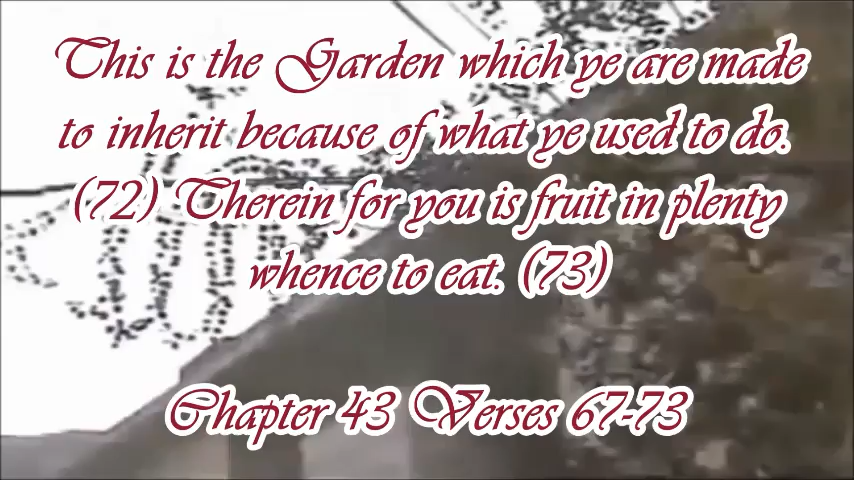 This is the Garden which ye are made
to inherit because of what ye used to do.
(72) Therein for you is fruit in plenty
whence to eat. (73)
Chapter 43 Verses 67-73